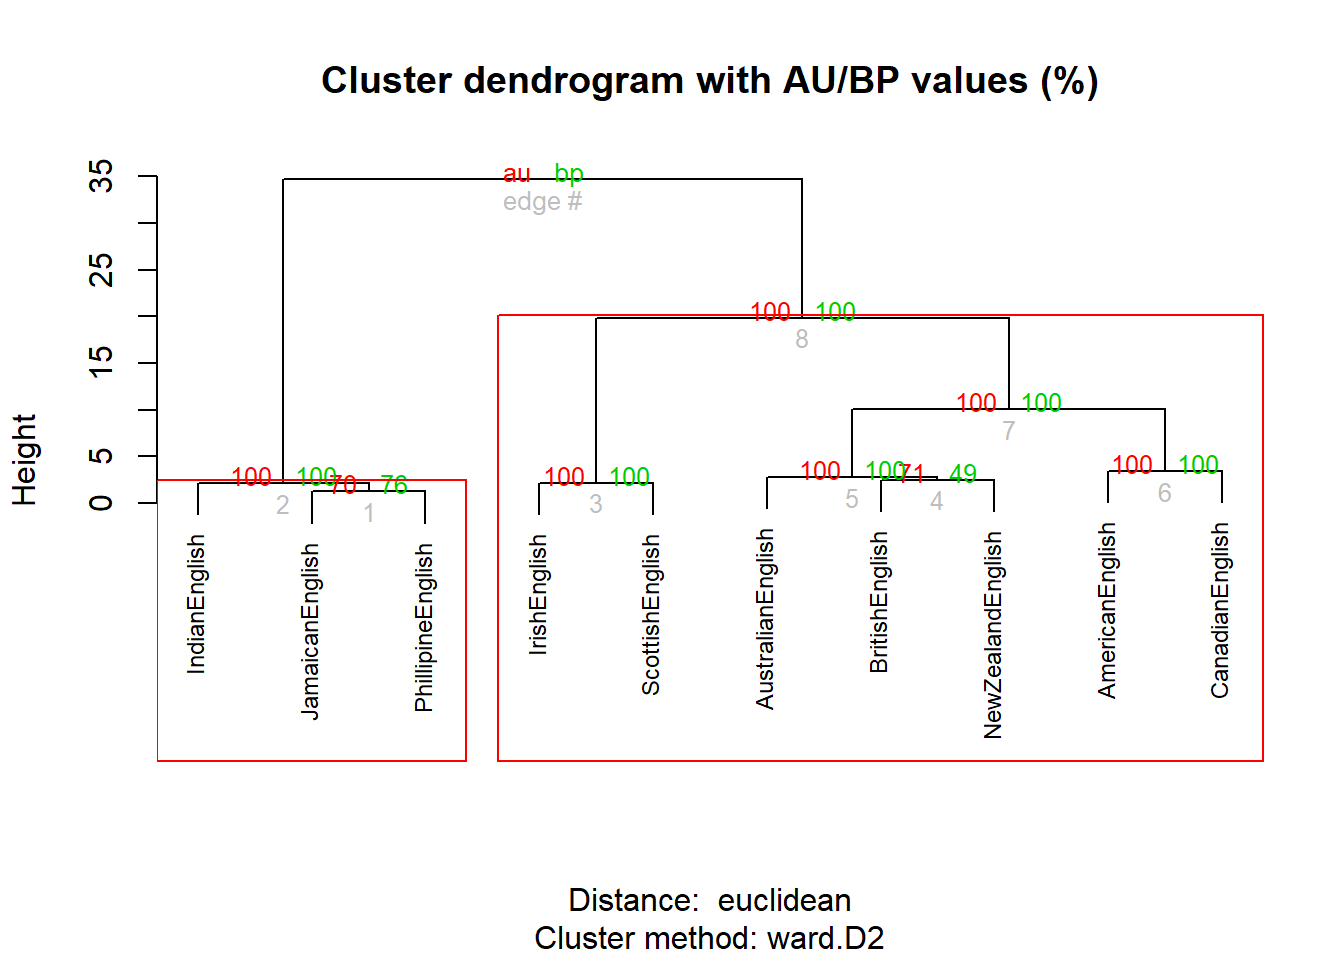 Cluster dendrogram with AU/BP values (%)
Height
35
25
15
5
0
au bp
edge #
100 100
8
100 100
7
100 100
2
70 76
1
100 100
3
100 100
5
71 49
4
100 100
6
IndianEnglish
JamaicanEnglish
PhillipineEnglish
IrishEnglish
ScottishEnglish
AustralianEnglish
BritishEnglish
NewZealandEnglish
AmericanEnglish
CanadianEnglish
Distance: euclidean
Cluster method: ward.D2